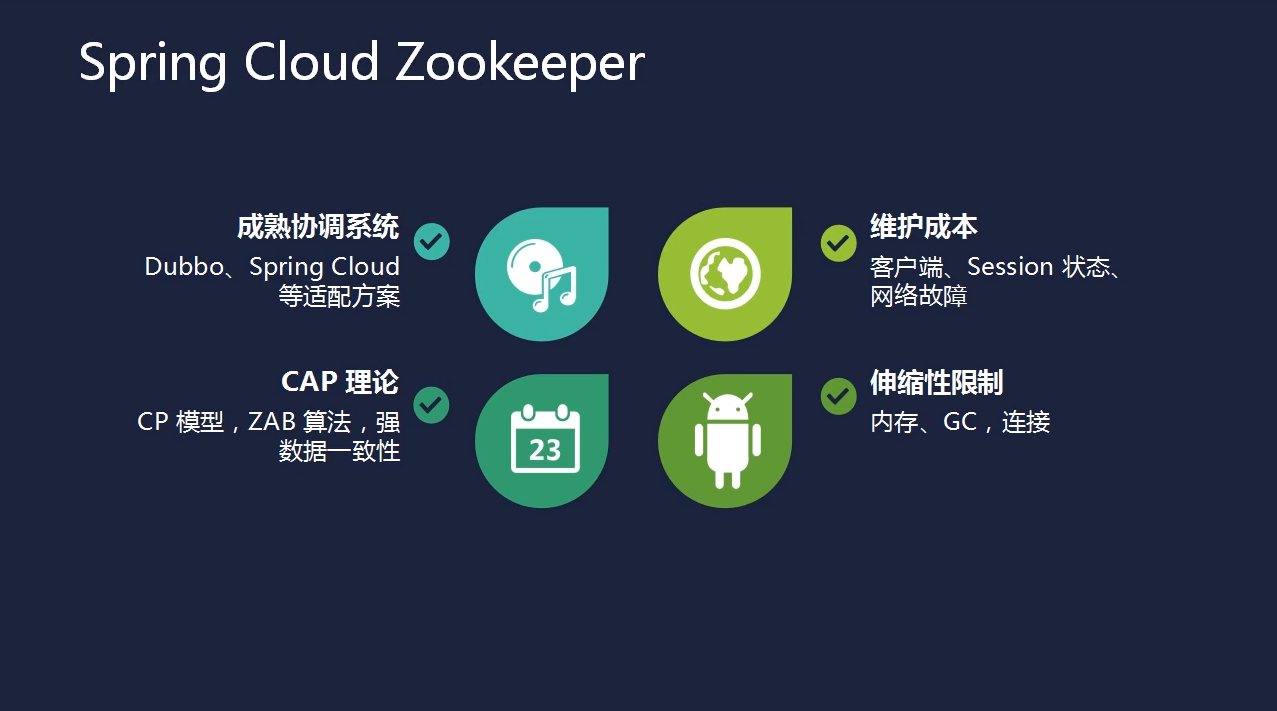 Spring Cloud Zookeeper
成熟协调系统
Dubbo、Spring Cloud
等适配方案
维护成本
客户端、Session 状态、
网络故障
CAP 理论
CP 模型，ZAB 算法，强
数据一致性
23
伸缩性限制
内存、GC，连接